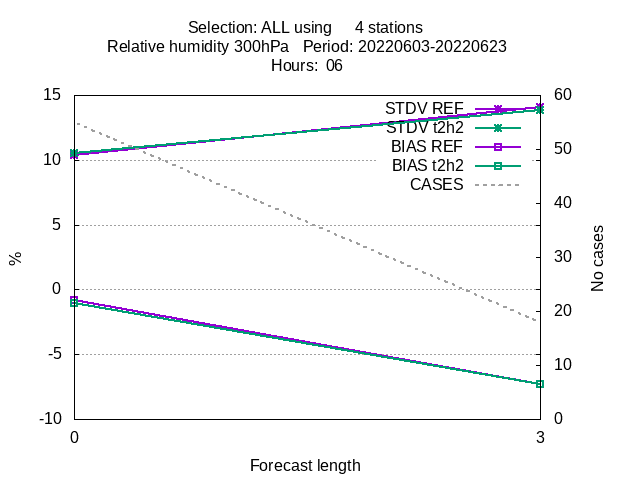 Selection: ALL using     4 stations
Relative humidity 300hPa   Period: 20220603-20220623
Hours:  06
15
10
5
0
-5
-10
%
60
50
40
30
20
10
0
No cases
STDV REF
STDV t2h2
BIAS REF
BIAS t2h2
CASES
0
3
Forecast length